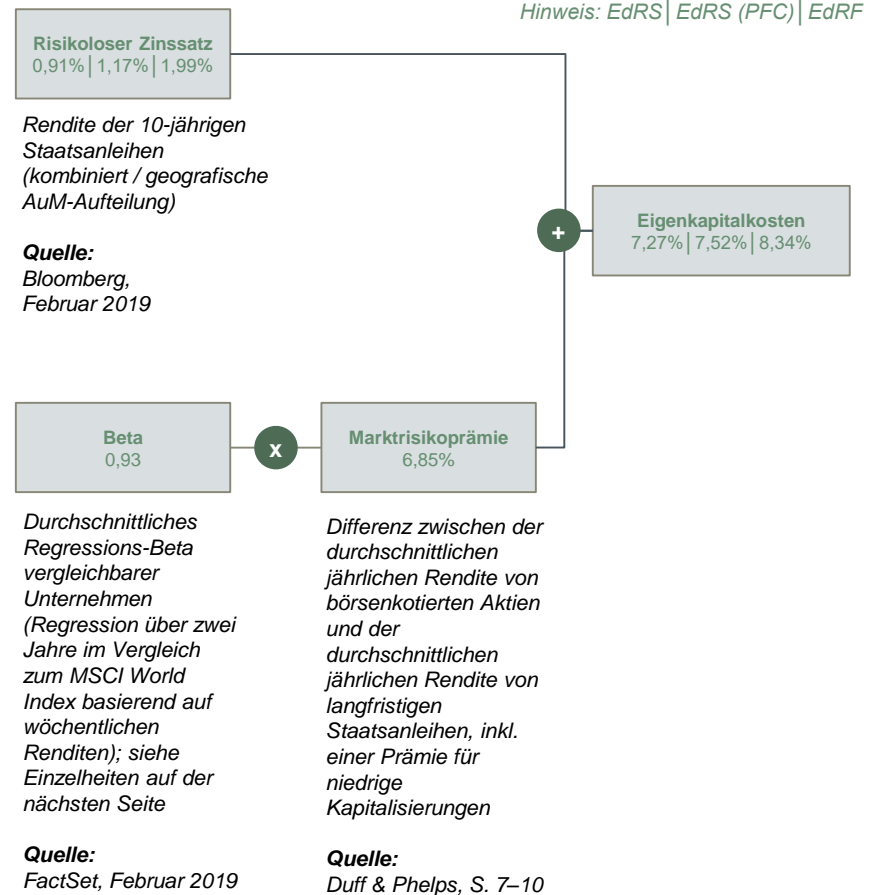 Hinweis: EdRS│EdRS (PFC)│EdRF
Risikoloser Zinssatz
0,91%│1,17%│1,99%
Rendite der 10-jährigen
Staatsanleihen
(kombiniert / geografische
AuM-Aufteilung)
Quelle:
Bloomberg,
Februar 2019
+
Eigenkapitalkosten
7,27%│7,52%│8,34%
Beta
0,93
x
Marktrisikoprämie
6,85%
Durchschnittliches
Regressions-Beta
vergleichbarer
Unternehmen
(Regression über zwei
Jahre im Vergleich
zum MSCI World
Index basierend auf
wöchentlichen
Renditen); siehe
Einzelheiten auf der
nächsten Seite
Quelle:
FactSet, Februar 2019
Differenz zwischen der
durchschnittlichen
jährlichen Rendite von
börsenkotierten Aktien
und der
durchschnittlichen
jährlichen Rendite von
langfristigen
Staatsanleihen, inkl.
einer Prämie für
niedrige
Kapitalisierungen
Quelle:
Duff & Phelps, S. 7–10